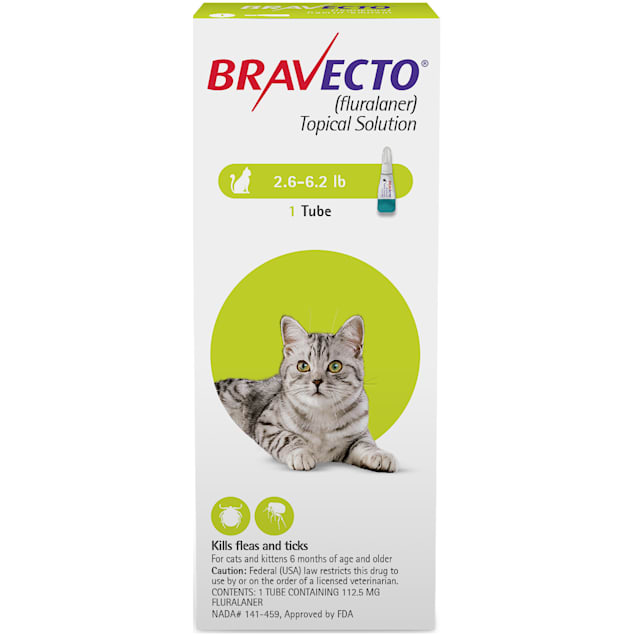 BRAVECTO®
(fluralaner)
Topical Solution
2.6–6.2 lb
1 Tube
Kills fleas and ticks
For cats and kittens 6 months of age and older
Caution: Federal (USA) law restricts this drug to
use by or on the order of a licensed veterinarian.
CONTENTS: 1 TUBE CONTAINING 112.5 MG
FLURALANER
NADA# 141-459, Approved by FDA